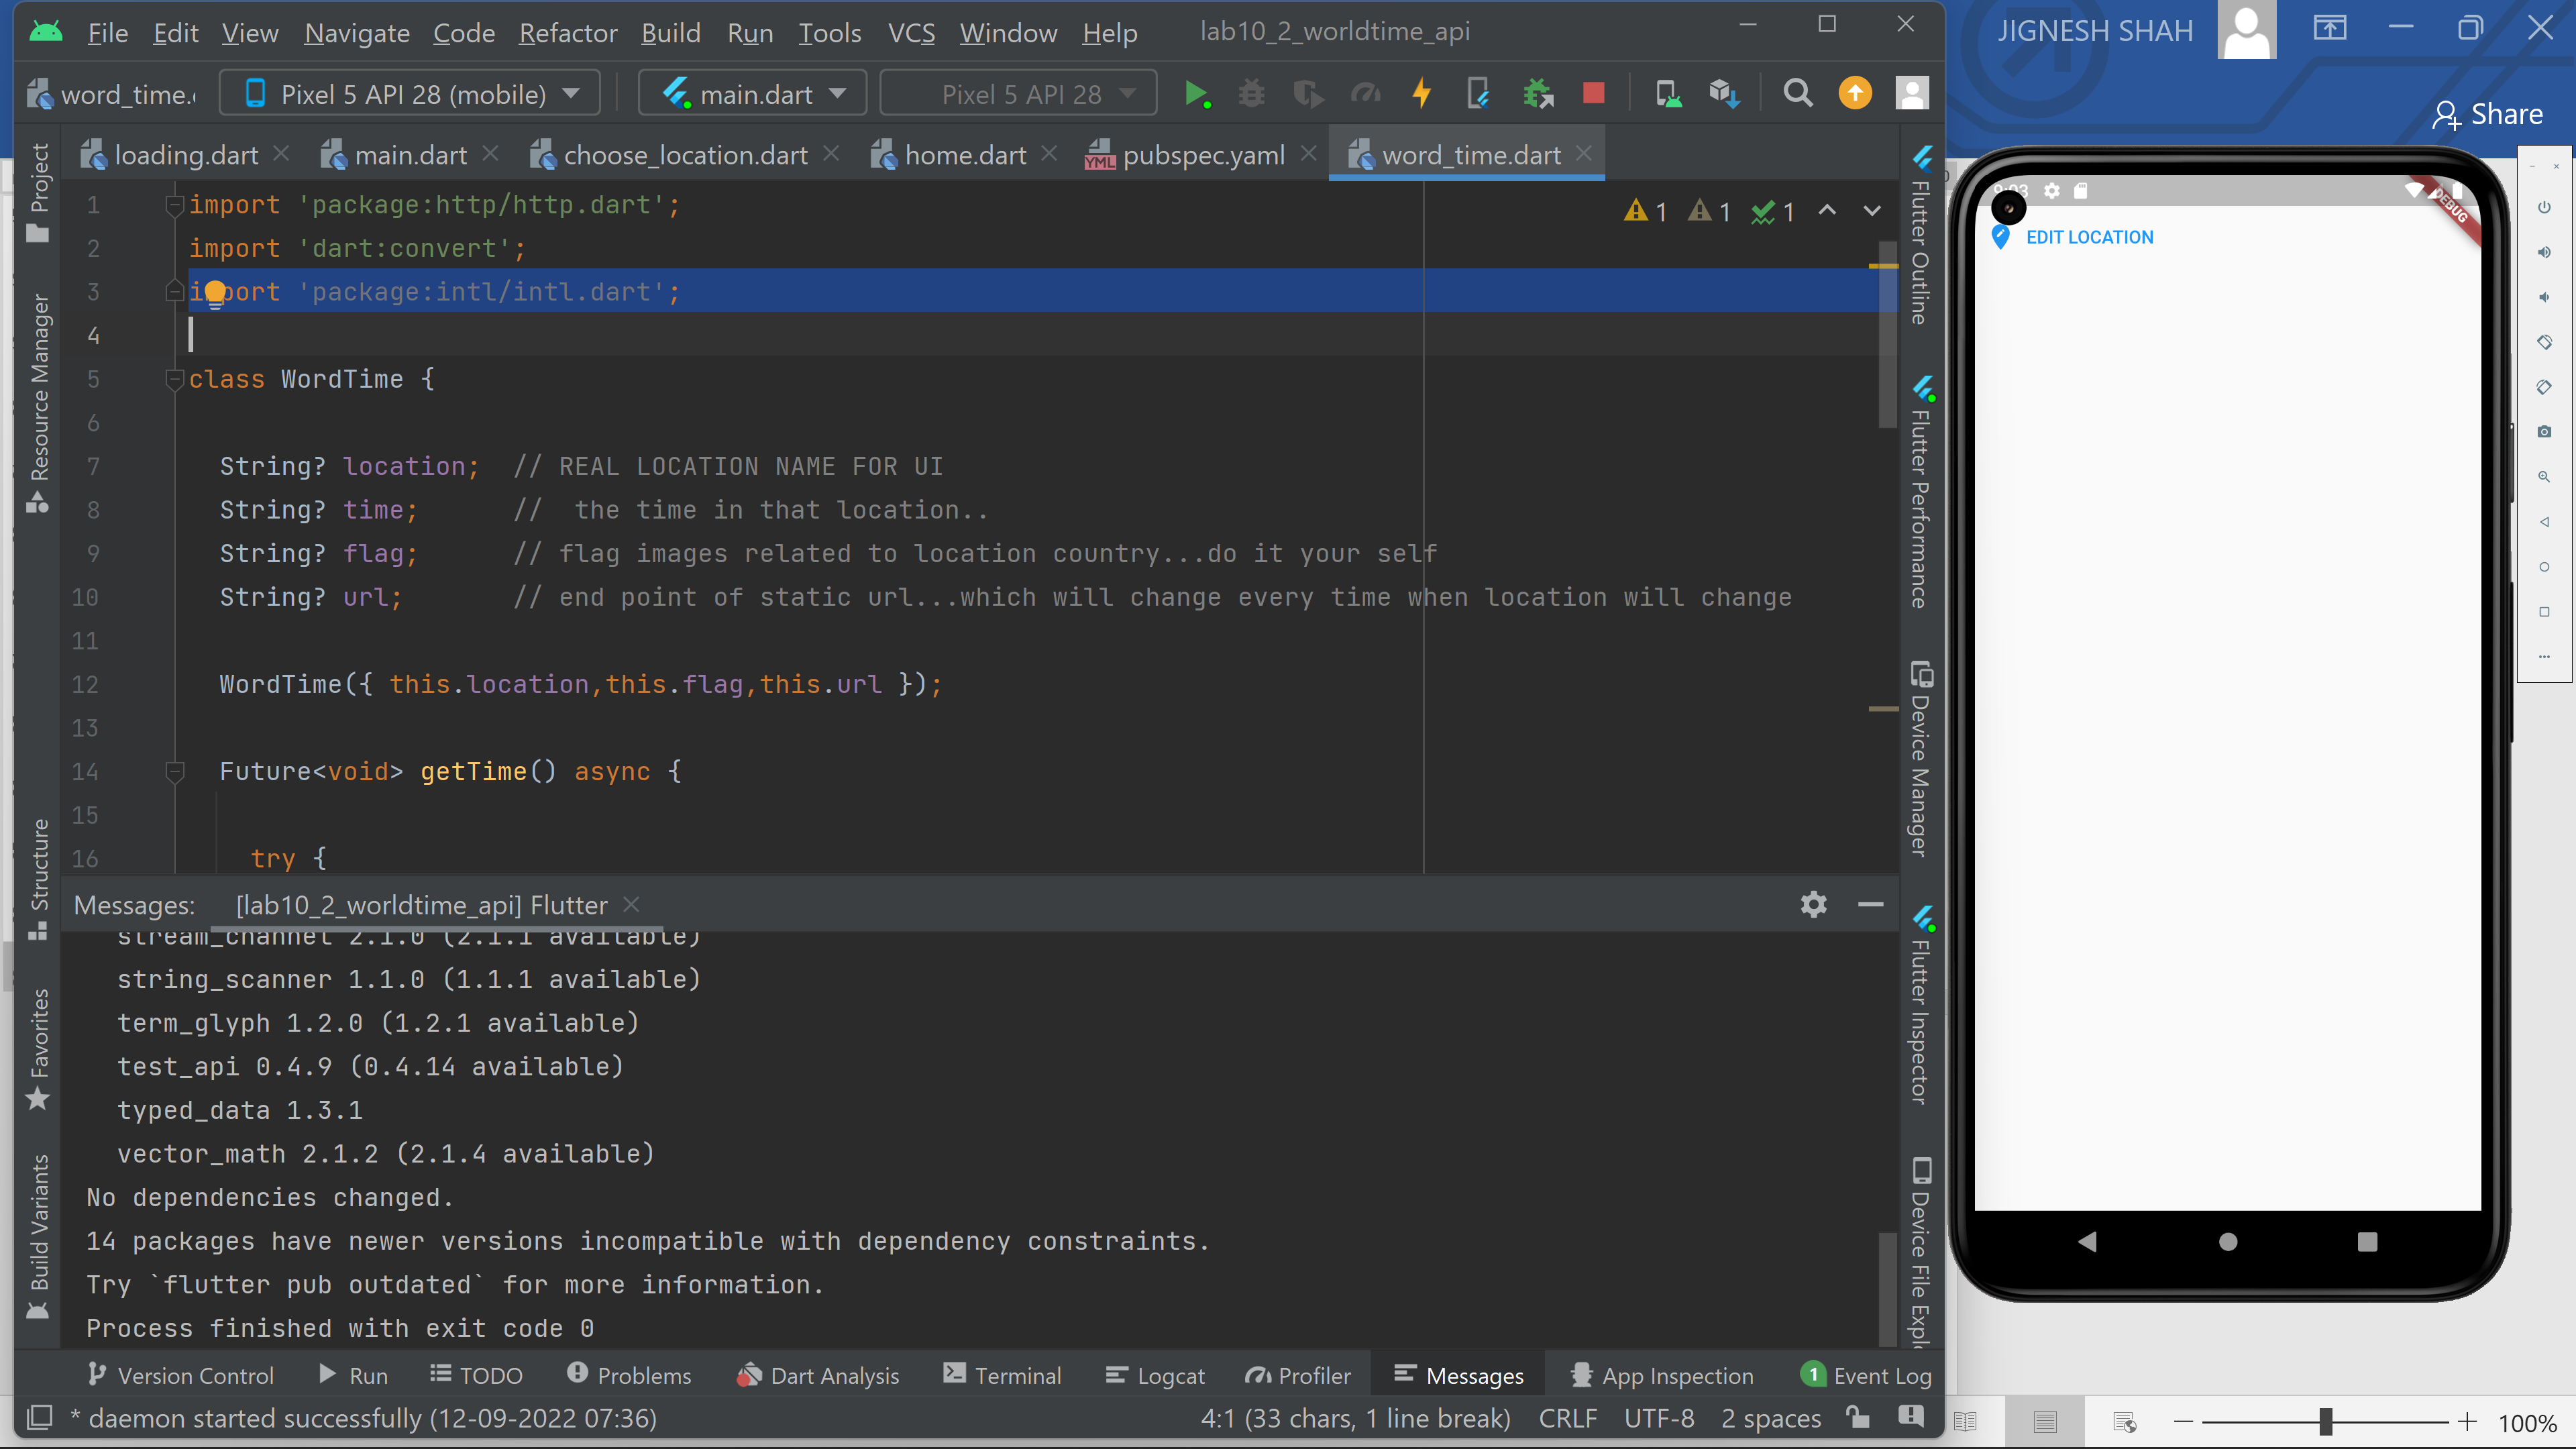 File Edit View Navigate Code Refactor Build Run Tools VCS Window Help lab10_2_worldtime_api
JIGNESH SHAH
Share
Pixel 5 API 28 (mobile) main.dart Pixel 5 API 28
loading.dart main.dart choose_location.dart home.dart pubspec.yaml word_time.dart
1 import 'package:http/http.dart';
2 import 'dart:convert';
3 import 'package:intl/intl.dart';
4
5 class WordTime {
6
7 String? location; // REAL LOCATION NAME FOR UI
8 String? time; // the time in that location..
9 String? flag; // flag images related to location country...do it your self
10 String? url; // end point of static url...which will change every time when location will change
11
12 WordTime({ this.location,this.flag,this.url });
13
14 Future<void> getTime() async {
15
16 try {
1 1 1
Project
Resource Manager
Structure
Favorites
Build Variants
Flutter Outline
Flutter Performance
Device Manager
Flutter Inspector
Device File Explo
Messages: [lab10_2_worldtime_api] Flutter
stream_channel 2.1.0 (2.1.1 available)
string_scanner 1.1.0 (1.1.1 available)
term_glyph 1.2.0 (1.2.1 available)
test_api 0.4.9 (0.4.14 available)
typed_data 1.3.1
vector_math 2.1.2 (2.1.4 available)
No dependencies changed.
14 packages have newer versions incompatible with dependency constraints.
Try `flutter pub outdated` for more information.
Process finished with exit code 0
Version Control Run TODO Problems Dart Analysis Terminal Logcat Profiler Messages App Inspection 1 Event Log
* daemon started successfully (12-09-2022 07:36) 4:1 (33 chars, 1 line break) CRLF UTF-8 2 spaces
9:03
DEBUG
EDIT LOCATION
100%